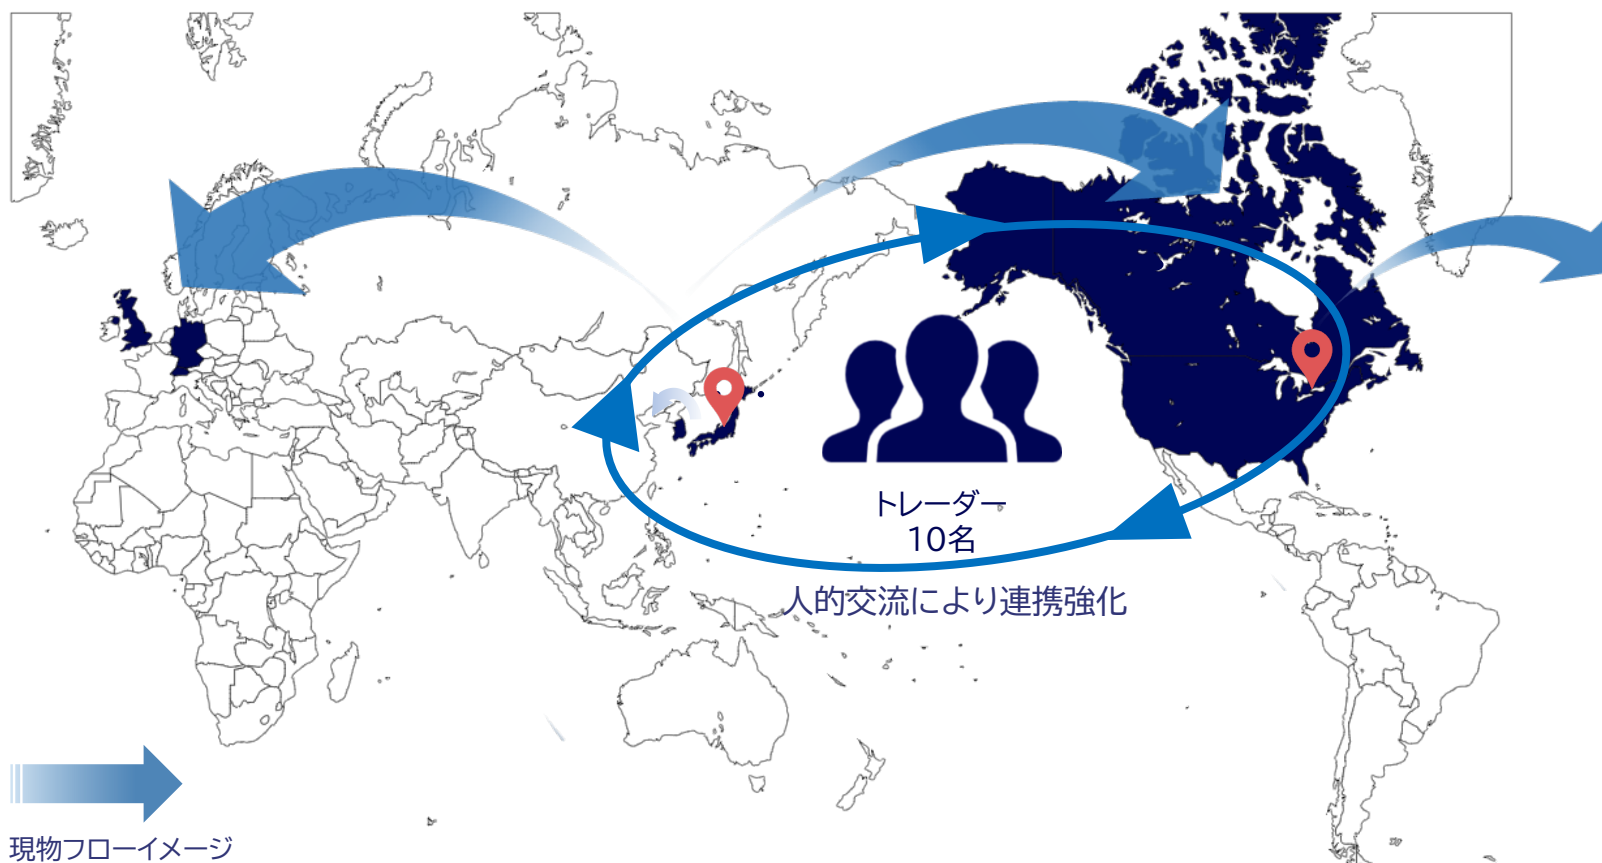 トレーダー
10名
人的交流により連携強化
現物フローイメージ